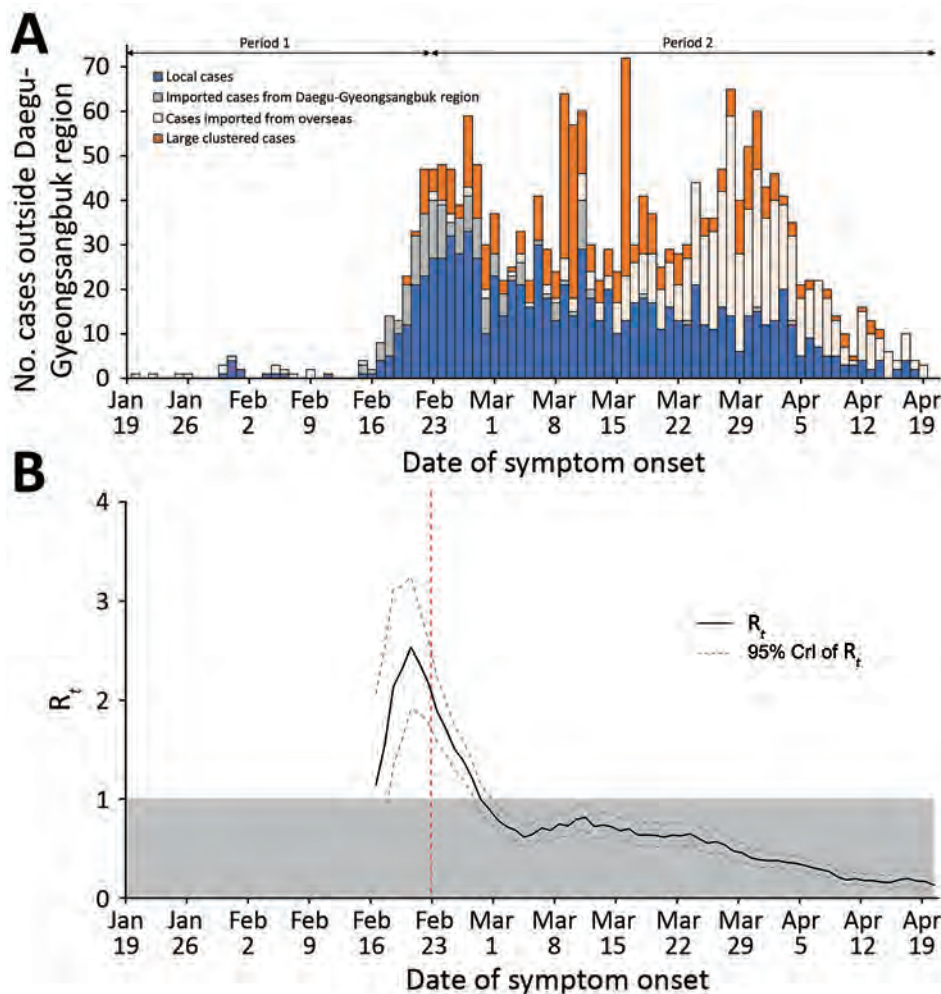 A
Period 1
Period 2
No. cases outside Daegu-
Gyeongsangbuk region
70
60
50
40
30
20
10
0
Local cases
Imported cases from Daegu-Gyeongsangbuk region
Cases imported from overseas
Large clustered cases
Jan Jan Feb Feb Feb Feb Mar Mar Mar Mar Mar Apr Apr Apr
19 26 2 9 16 23 1 8 15 22 29 5 12 19
Date of symptom onset
B
R_t
4
3
2
1
0
R_t
95% CrI of R_t
Jan Jan Feb Feb Feb Feb Mar Mar Mar Mar Mar Apr Apr Apr
19 26 2 9 16 23 1 8 15 22 29 5 12 19
Date of symptom onset